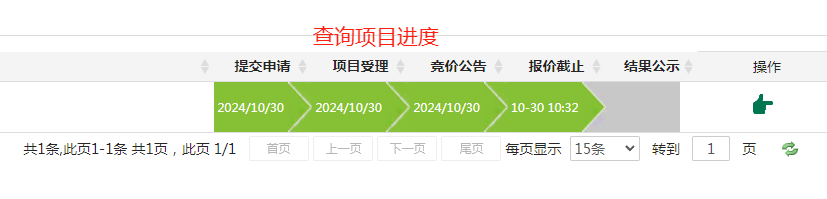 查询项目进度
提交申请 项目受理 竞价公告 报价截止 结果公示 操作
2024/10/30 2024/10/30 2024/10/30 10-30 10:32
共1条,此页1-1条 共1页，此页 1/1 首页 上一页 下一页 尾页 每页显示 15条 转到 1 页